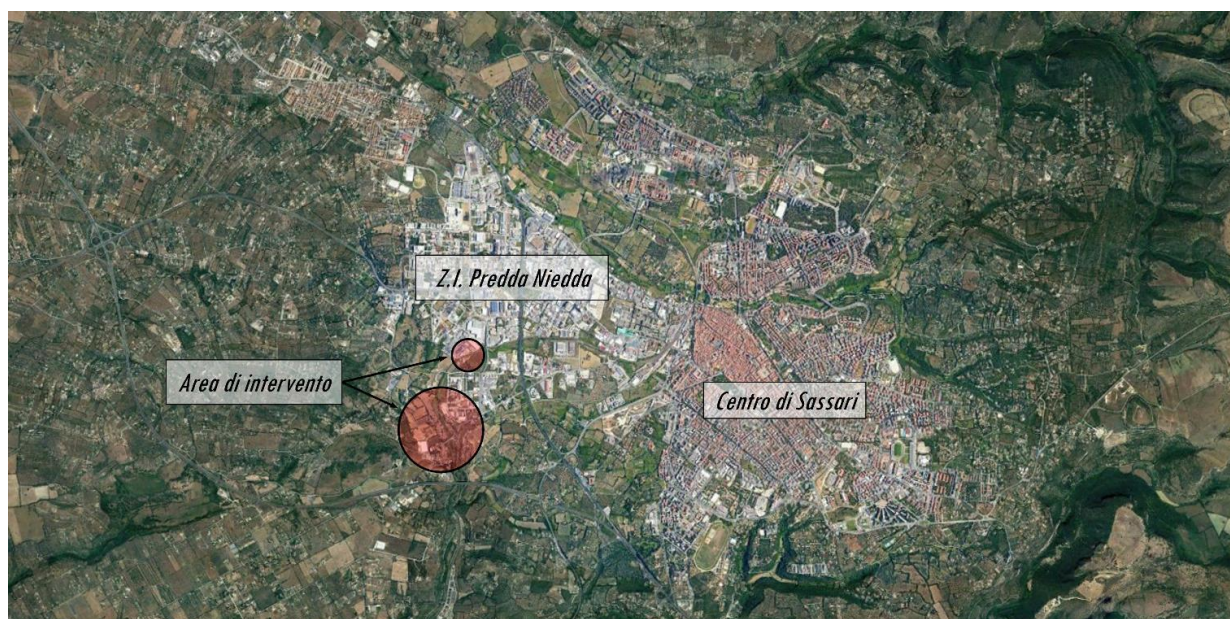 Z.I. Predda Niedda
Area di intervento
Centro di Sassari